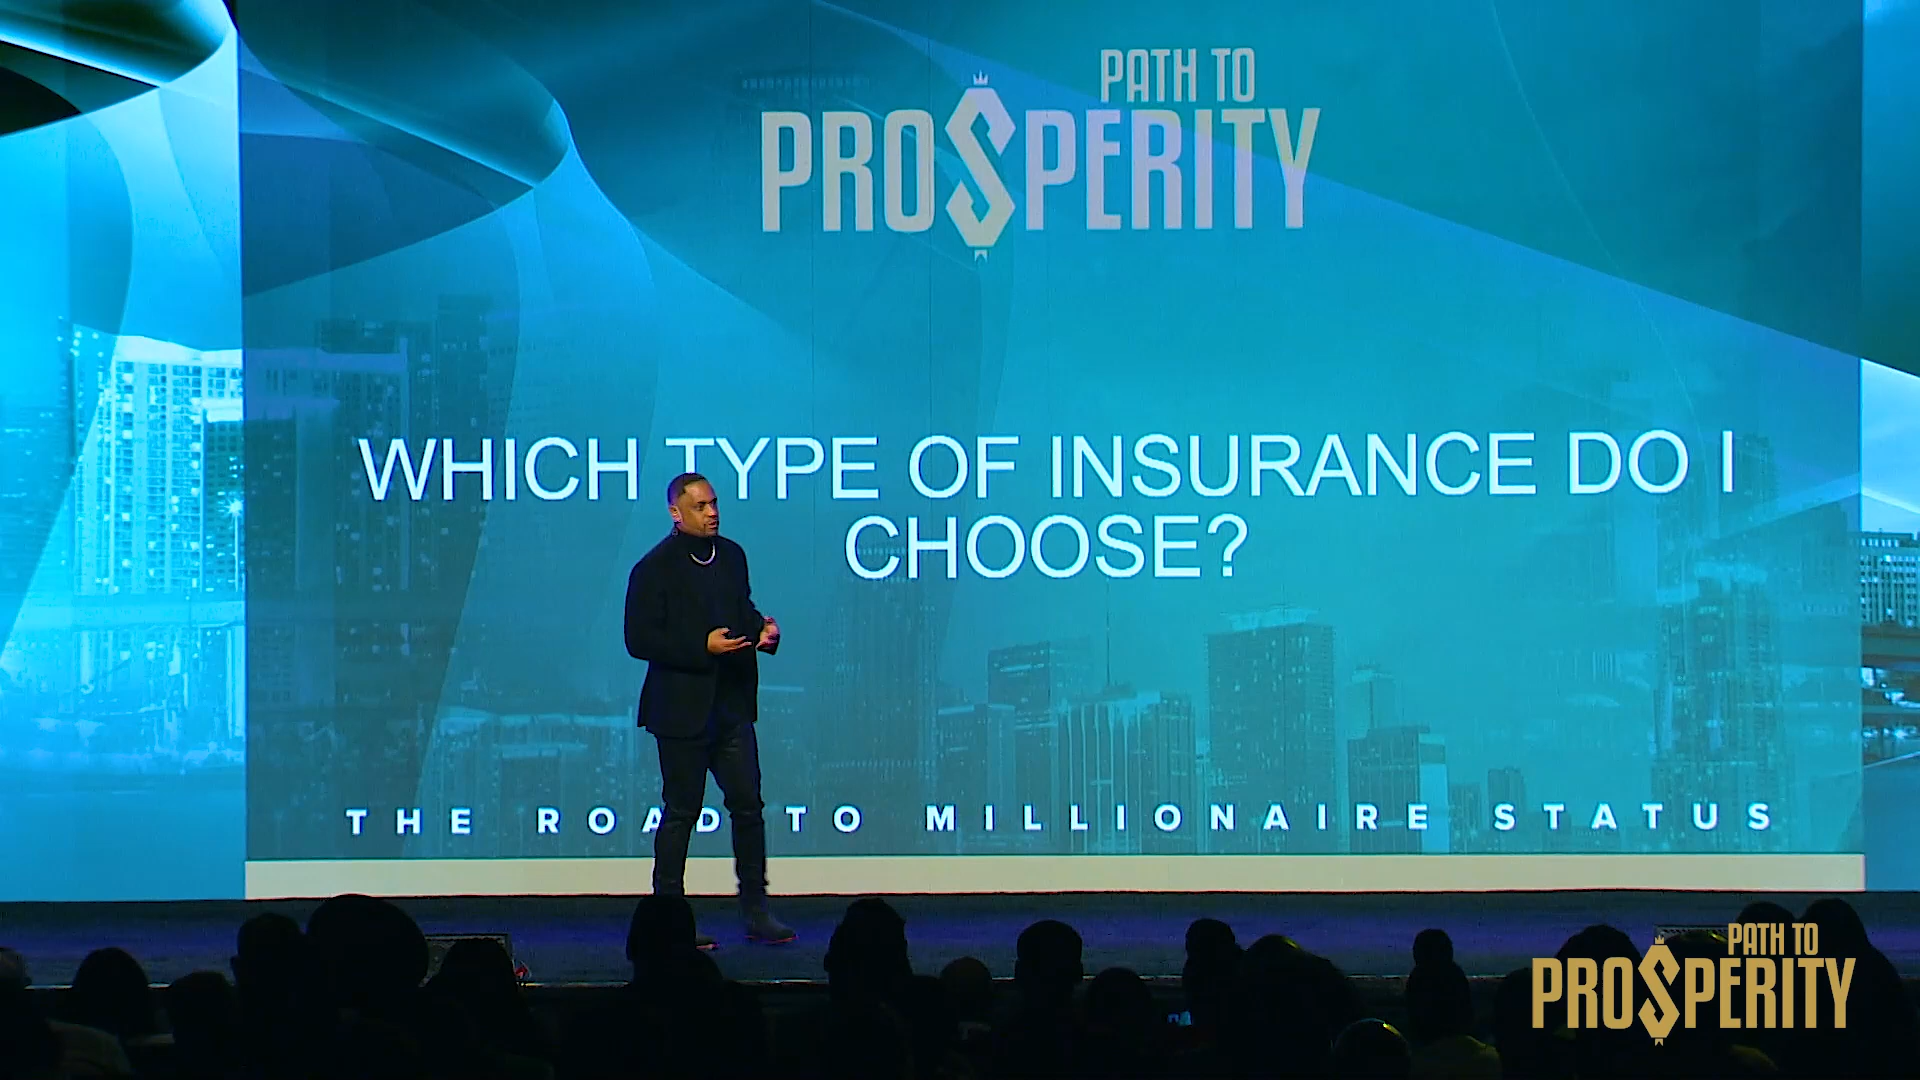 PATH TO
PRO$PERITY
WHICH TYPE OF INSURANCE DO I
CHOOSE?
THE ROAD TO MILLIONAIRE STATUS
PATH TO
PRO$PERITY